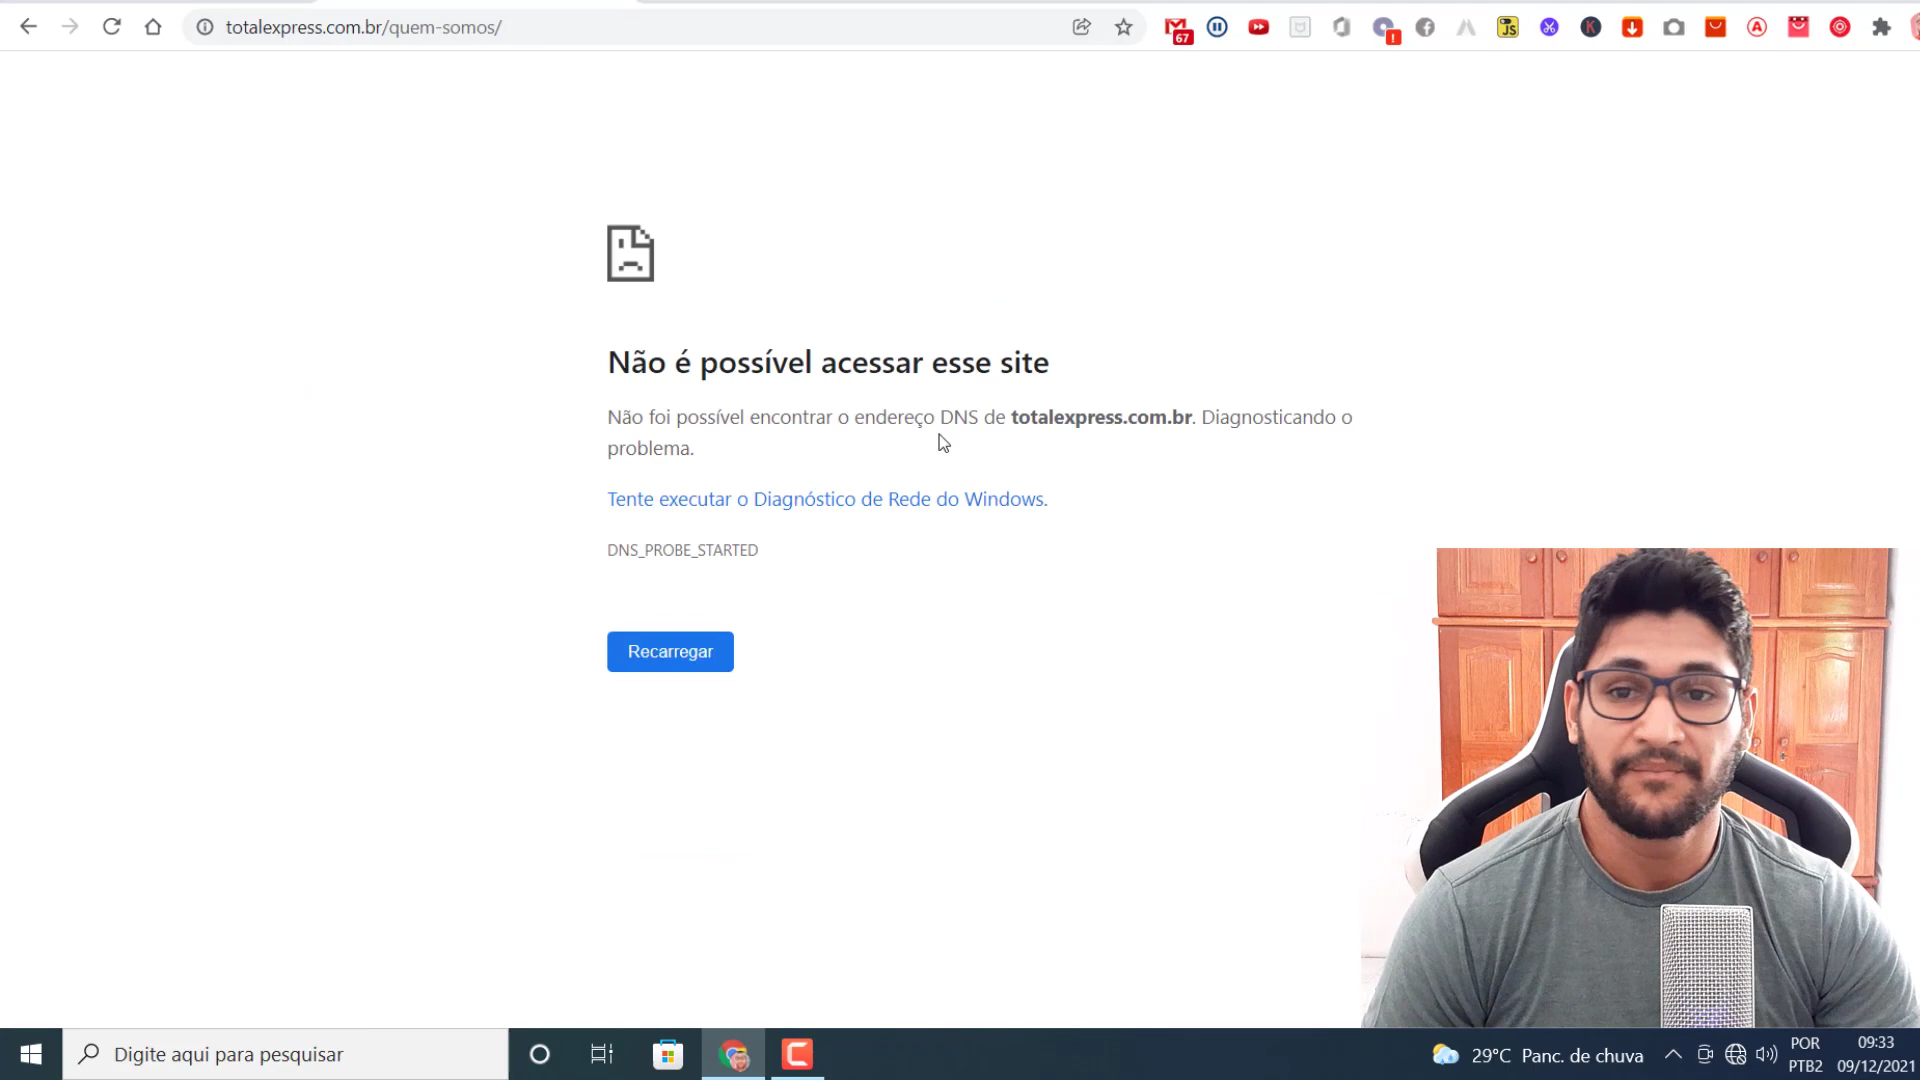 totalexpress.com.br/quem-somos/
67
!
JS
K
A
Não é possível acessar esse site
Não foi possível encontrar o endereço DNS de totalexpress.com.br. Diagnosticando o
problema.
Tente executar o Diagnóstico de Rede do Windows.
DNS_PROBE_STARTED
Recarregar
Digite aqui para pesquisar
29°C Panc. de chuva
POR
PTB2
09:33
09/12/2021